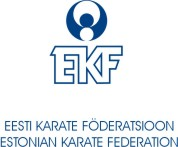 EKF
EESTI KARATE FÖDERATSIOON
ESTONIAN KARATE FEDERATION